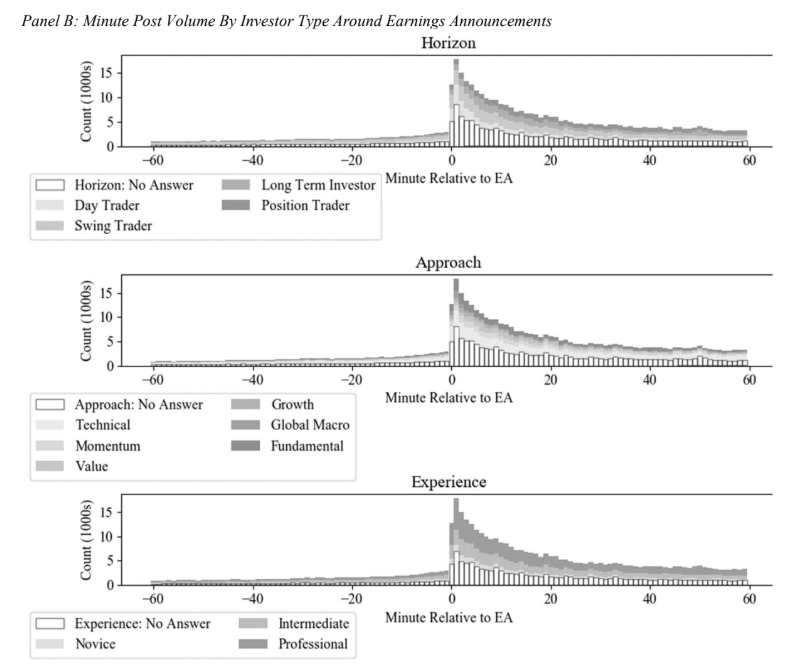 Panel B: Minute Post Volume By Investor Type Around Earnings Announcements
Horizon
Count (1000s)
15
10
5
0
−60 −40 −20 0 20 40 60
Minute Relative to EA
Horizon: No Answer Long Term Investor
Day Trader Position Trader
Swing Trader
Approach
Count (1000s)
15
10
5
0
−60 −40 −20 0 20 40 60
Minute Relative to EA
Approach: No Answer Growth
Technical Global Macro
Momentum Fundamental
Value
Experience
Count (1000s)
15
10
5
0
−60 −40 −20 0 20 40 60
Minute Relative to EA
Experience: No Answer Intermediate
Novice Professional